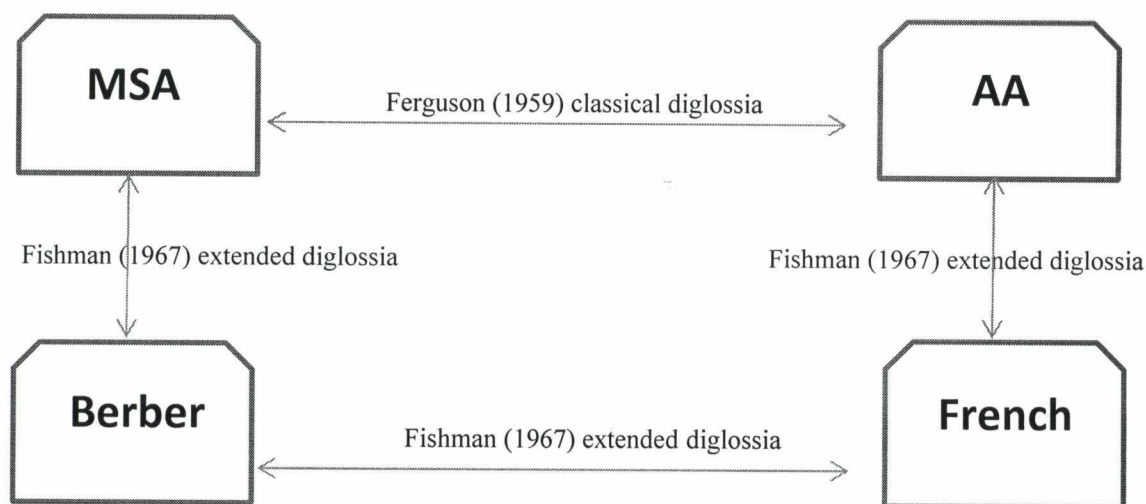 MSA
AA
Ferguson (1959) classical diglossia
Fishman (1967) extended diglossia
Fishman (1967) extended diglossia
Berber
French
Fishman (1967) extended diglossia